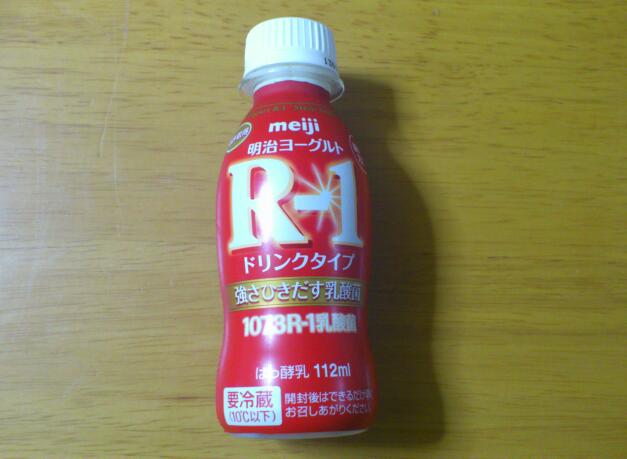 meiji
明治ヨーグルト
R-1
ドリンクタイプ
強さひきだす乳酸菌
1073R-1乳酸菌
はっ酵乳 112ml
要冷蔵
(10℃以下)
開封後はできるだけ
お召しあがりください